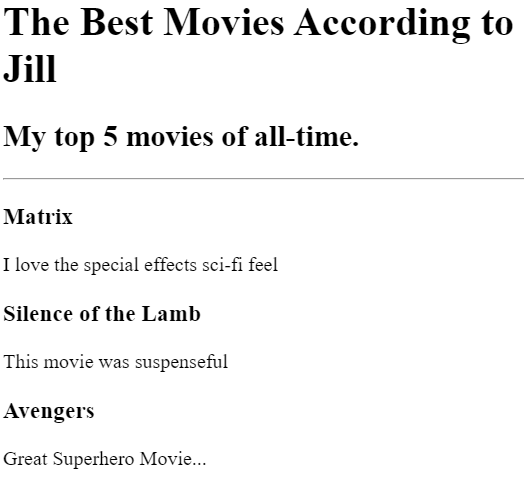 The Best Movies According to
Jill
My top 5 movies of all-time.
Matrix
I love the special effects sci-fi feel
Silence of the Lamb
This movie was suspenseful
Avengers
Great Superhero Movie...